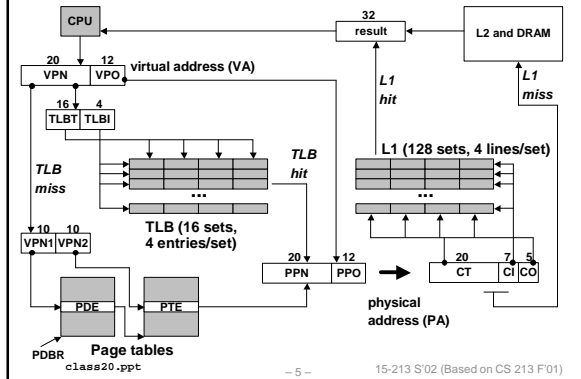 CPU
32
result
L2 and DRAM
20 12
VPN VPO
virtual address (VA)
L1
hit
L1
miss
16 4
TLBT TLBI
TLB
miss
TLB
hit
L1 (128 sets, 4 lines/set)
...
...
TLB (16 sets,
4 entries/set)
10 10
VPN1 VPN2
20 12
PPN PPO
20 7 5
CT CI CO
physical
address (PA)
PDE
PTE
PDBR
Page tables
class20.ppt
– 5 –
15-213 S'02 (Based on CS 213 F'01)